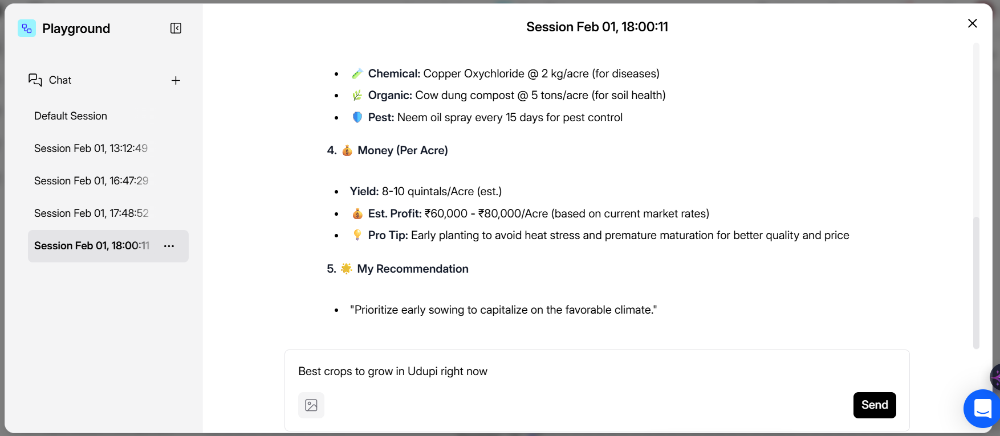 Playground
Chat
Default Session
Session Feb 01, 13:12:49
Session Feb 01, 16:47:29
Session Feb 01, 17:48:52
Session Feb 01, 18:00:11
Session Feb 01, 18:00:11
• 🧪 Chemical: Copper Oxychloride @ 2 kg/acre (for diseases)
• 🌿 Organic: Cow dung compost @ 5 tons/acre (for soil health)
• 🛡️ Pest: Neem oil spray every 15 days for pest control
4. 💰 Money (Per Acre)
• Yield: 8-10 quintals/Acre (est.)
• 💰 Est. Profit: ₹60,000 - ₹80,000/Acre (based on current market rates)
• 💡 Pro Tip: Early planting to avoid heat stress and premature maturation for better quality and price
5. 🌟 My Recommendation
• "Prioritize early sowing to capitalize on the favorable climate."
Best crops to grow in Udupi right now
Send